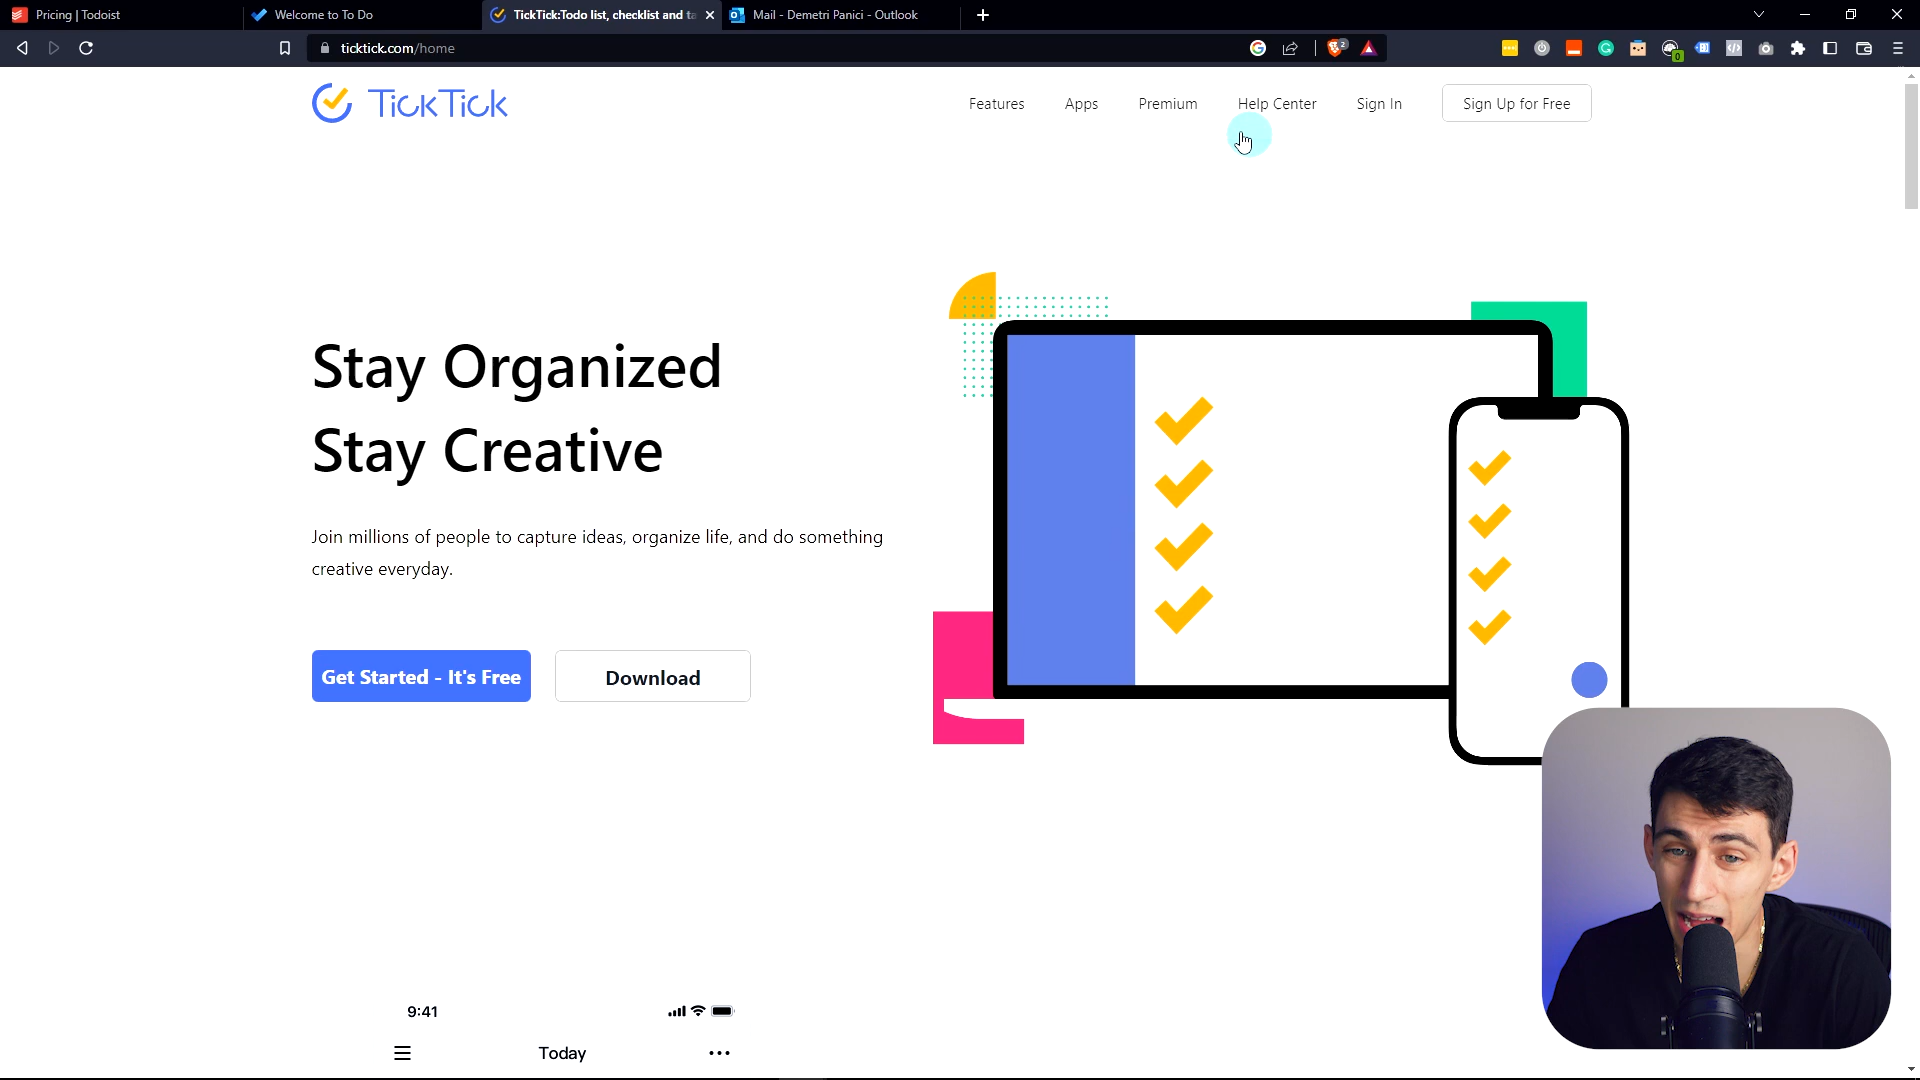 Pricing | Todoist
Welcome to To Do
TickTick:Todo list, checklist and ta
Mail - Demetri Panici - Outlook
ticktick.com/home
2
0
TickTick
Features
Apps
Premium
Help Center
Sign In
Sign Up for Free
Stay Organized
Stay Creative
Join millions of people to capture ideas, organize life, and do something
creative everyday.
Get Started - It's Free
Download
9:41
Today